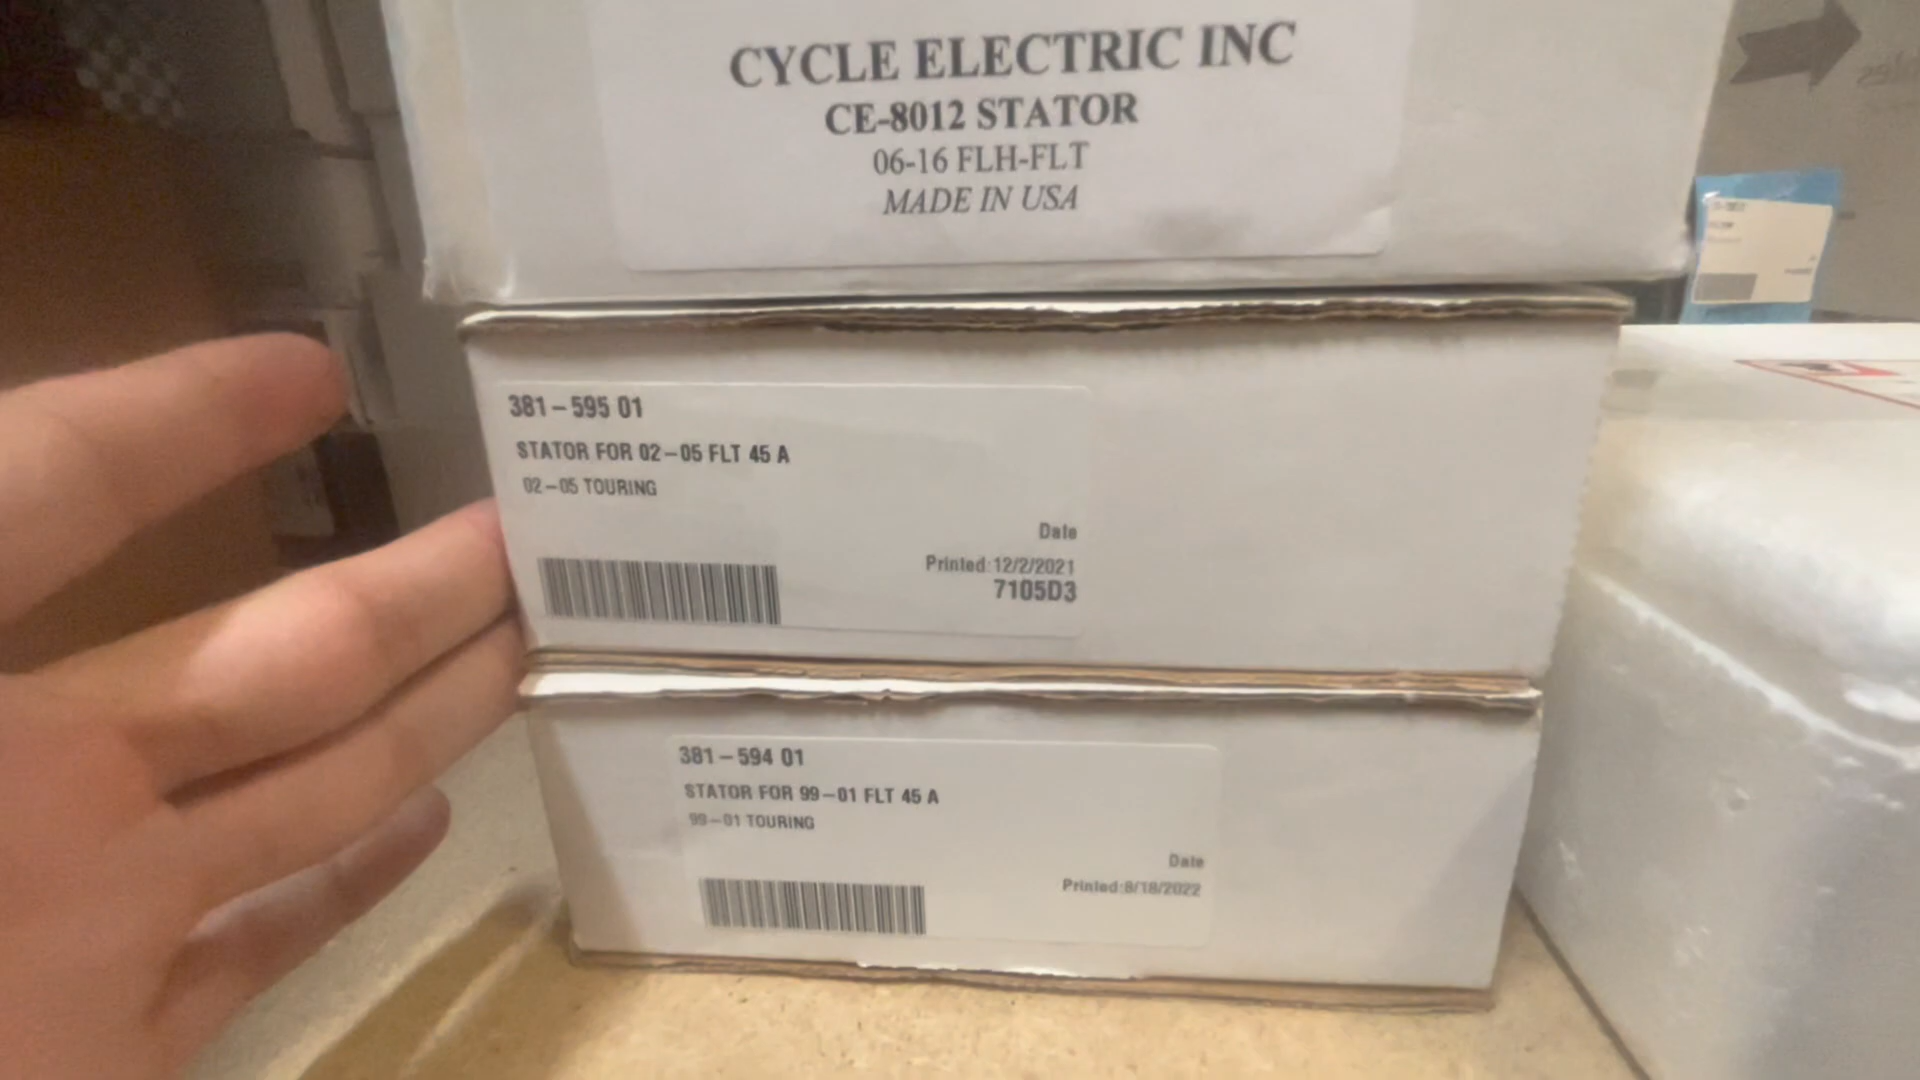 CYCLE ELECTRIC INC
CE-8012 STATOR
06-16 FLH-FLT
MADE IN USA
381-595 01
STATOR FOR 02-05 FLT 45 A
02-05 TOURING
Date
Printed:12/2/2021
7105D3
381-594 01
STATOR FOR 99-01 FLT 45 A
99-01 TOURING
Date
Printed:8/18/2022